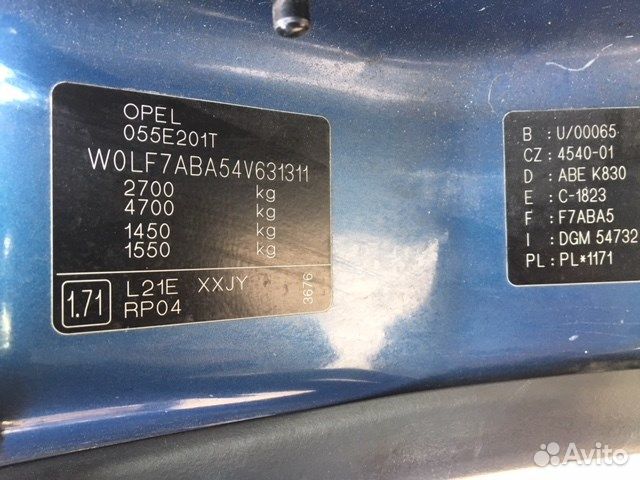 OPEL
055E201T
W0LF7ABA54V631311
2700 kg
4700 kg
1450 kg
1550 kg
1.71 L21E XXJY
RP04
3676
B : U/00065
CZ : 4540-01
D : ABE K830
E : C-1823
F : F7ABA5
I : DGM 54732
PL : PL*1171
Avito